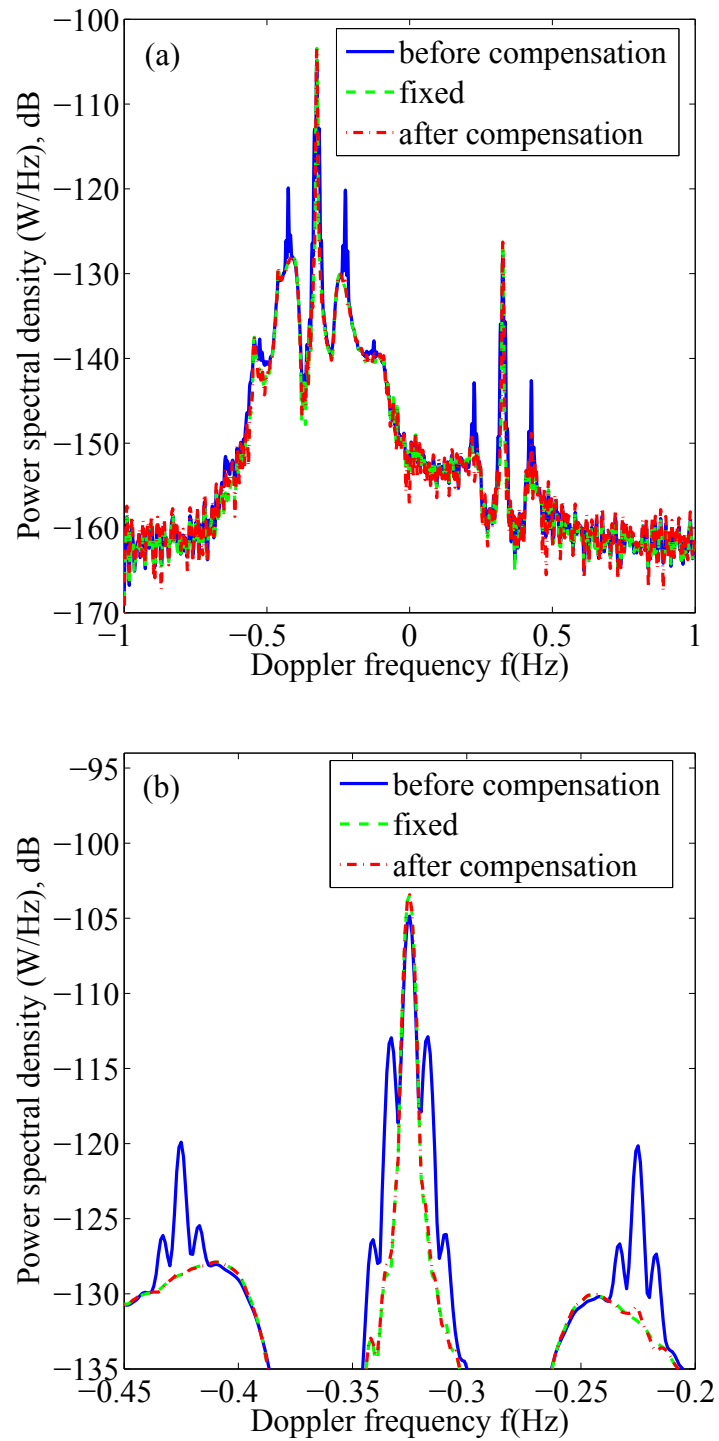 (a)
before compensation
fixed
after compensation
Power spectral density (W/Hz), dB
−100
−110
−120
−130
−140
−150
−160
−170
−1
−0.5
0
0.5
1
Doppler frequency f(Hz)
(b)
before compensation
fixed
after compensation
Power spectral density (W/Hz), dB
−95
−100
−105
−110
−115
−120
−125
−130
−135
−0.45
−0.4
−0.35
−0.3
−0.25
−0.2
Doppler frequency f(Hz)